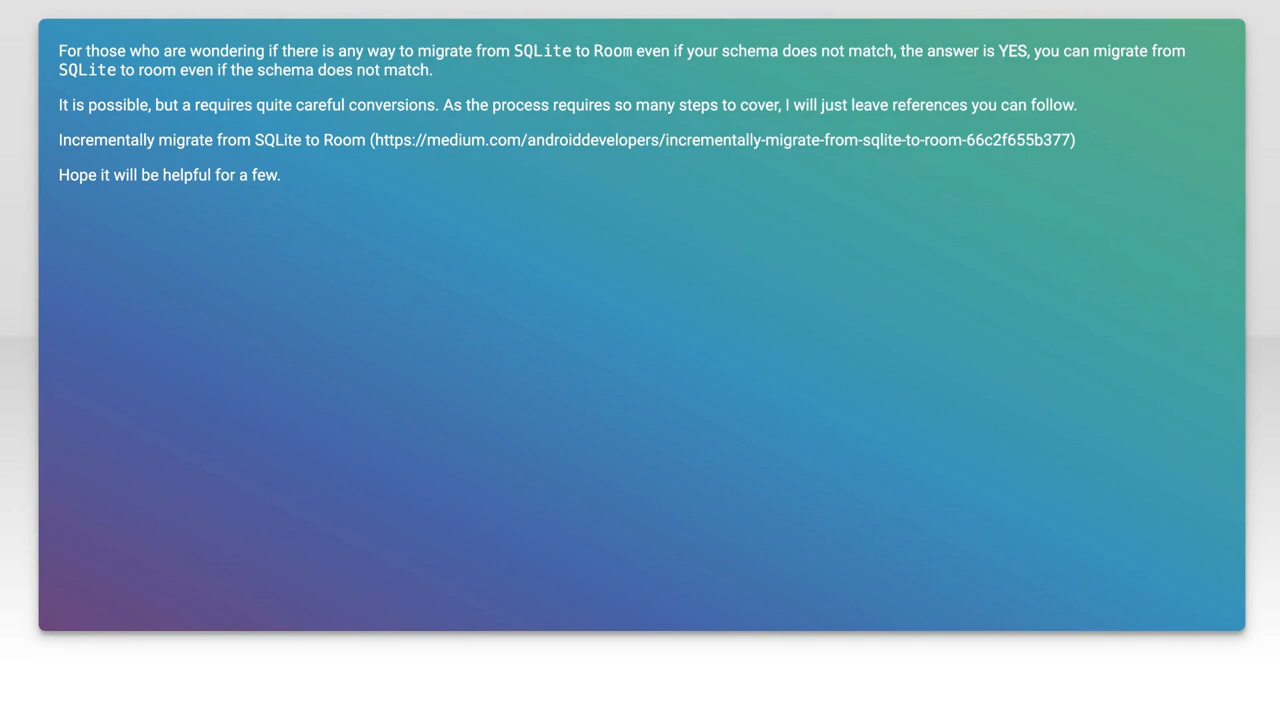 For those who are wondering if there is any way to migrate from SQLite to Room even if your schema does not match, the answer is YES, you can migrate from
SQLite to room even if the schema does not match.
It is possible, but a requires quite careful conversions. As the process requires so many steps to cover, I will just leave references you can follow.
Incrementally migrate from SQLite to Room (https://medium.com/androiddevelopers/incrementally-migrate-from-sqlite-to-room-66c2f655b377)
Hope it will be helpful for a few.